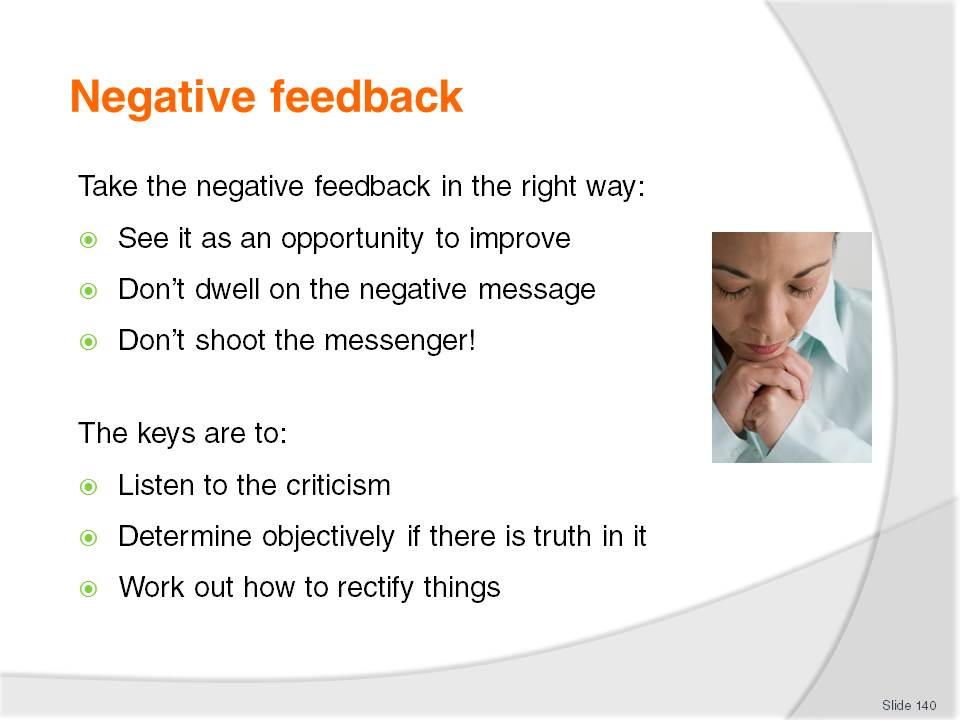 Negative feedback
Take the negative feedback in the right way:
See it as an opportunity to improve
Don’t dwell on the negative message
Don’t shoot the messenger!
The keys are to:
Listen to the criticism
Determine objectively if there is truth in it
Work out how to rectify things
Slide 140